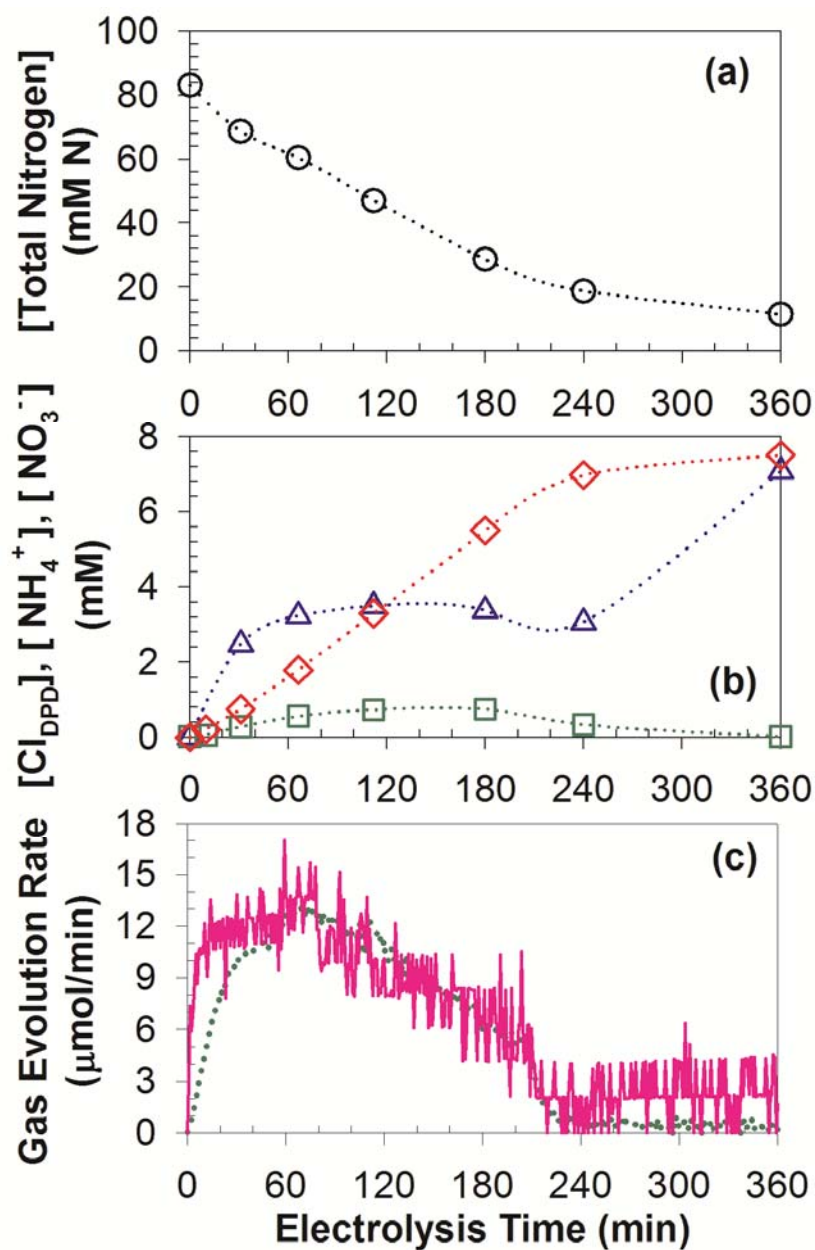 100
80
60
40
20
0
(a)
[Total Nitrogen]
(mM N)
0 60 120 180 240 300 360
8
6
4
2
0
(b)
[Cl_DPD], [NH₄⁺], [NO₃⁻]
(mM)
0 60 120 180 240 300 360
18
15
12
9
6
3
0
(c)
Gas Evolution Rate
(μmol/min)
0 60 120 180 240 300 360
Electrolysis Time (min)